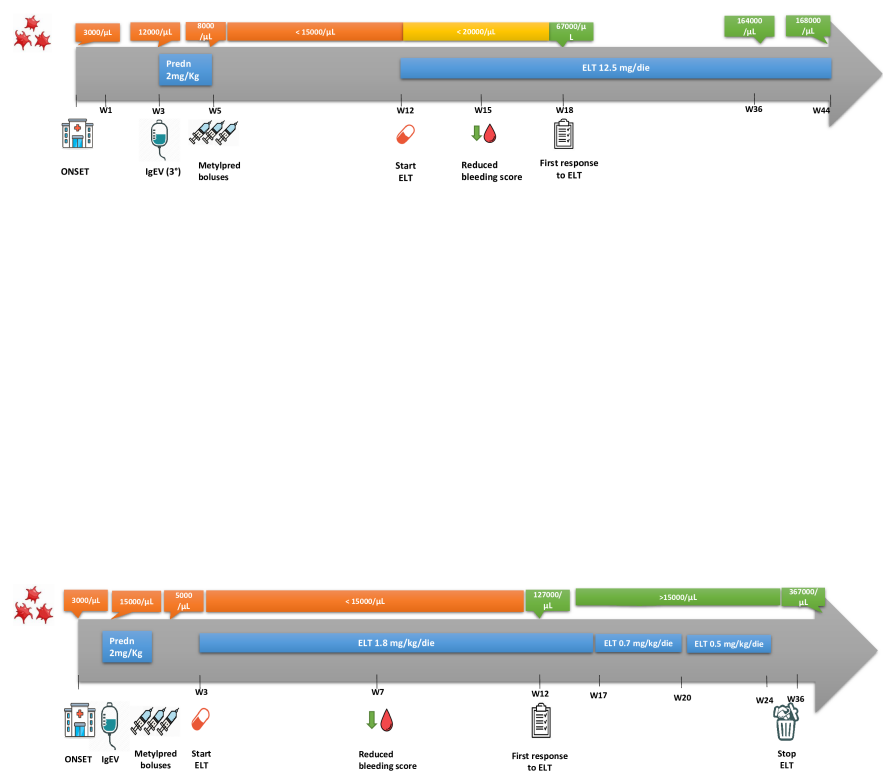 3000/µL
12000/µL
8000
/µL
< 15000/µL
< 20000/µL
67000/µ
L
164000
/µL
168000
/µL
Predn
2mg/Kg
ELT 12.5 mg/die
W1
W3
W5
W12
W15
W18
W36
W44
ONSET
IgEV (3°)
Metylpred
boluses
Start
ELT
Reduced
bleeding score
First response
to ELT
3000/µL
15000/µL
5000
/µL
< 15000/µL
127000/
µL
>15000/µL
367000/
µL
Predn
2mg/Kg
ELT 1.8 mg/kg/die
ELT 0.7 mg/kg/die
ELT 0.5 mg/kg/die
W3
W7
W12
W17
W20
W24
W36
ONSET
IgEV
Metylpred
boluses
Start
ELT
Reduced
bleeding score
First response
to ELT
Stop
ELT